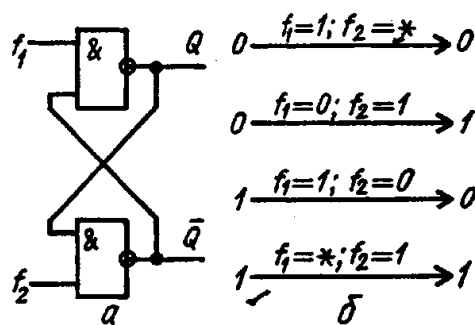 f₁ & Q
& Q̄
f₂
а
0 f₁=1; f₂=* 0
0 f₁=0; f₂=1 1
1 f₁=1; f₂=0 0
1 f₁=*; f₂=1 1
б